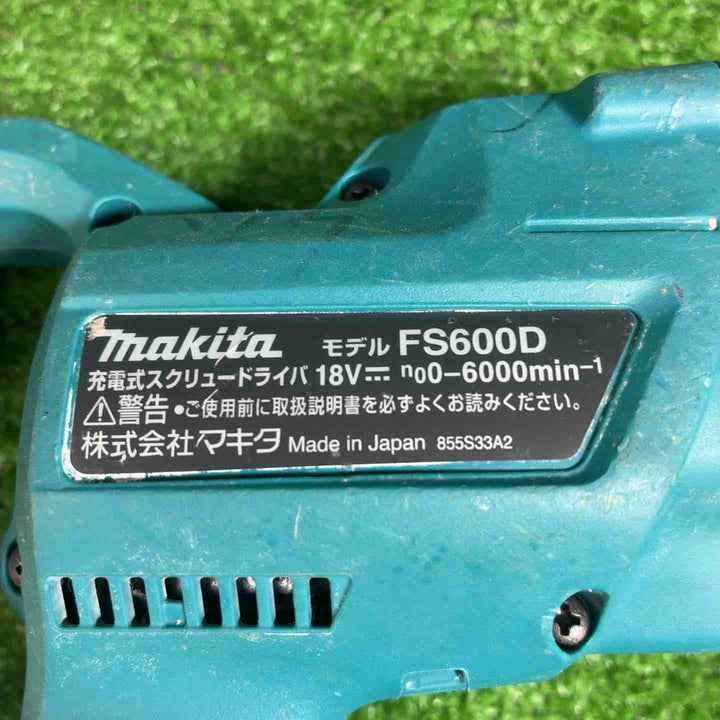 makita モデル FS600D
充電式スクリュードライバ 18V⎓ n₀0-6000min⁻¹
⚠警告 ●ご使用前に取扱説明書を必ずよくお読みください。
株式会社マキタ Made in Japan 855S33A2